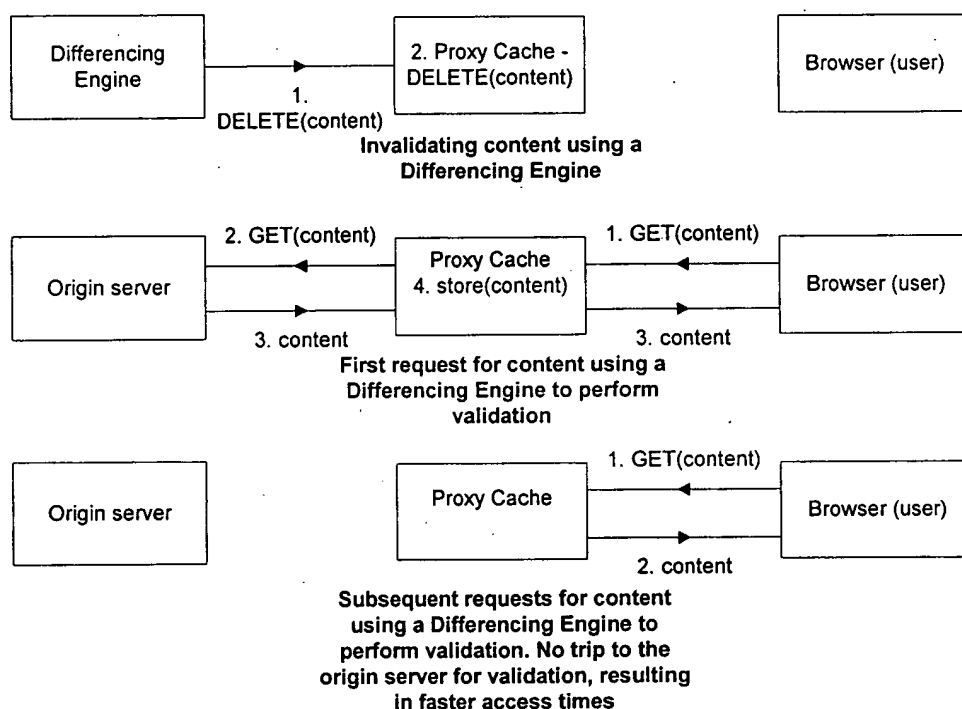 Differencing
Engine
2. Proxy Cache -
DELETE(content)
Browser (user)
1.
DELETE(content)
Invalidating content using a
Differencing Engine
Origin server
2. GET(content)
3. content
Proxy Cache
4. store(content)
1. GET(content)
3. content
Browser (user)
First request for content using a
Differencing Engine to perform
validation
Origin server
Proxy Cache
1. GET(content)
2. content
Browser (user)
Subsequent requests for content
using a Differencing Engine to
perform validation. No trip to the
origin server for validation, resulting
in faster access times